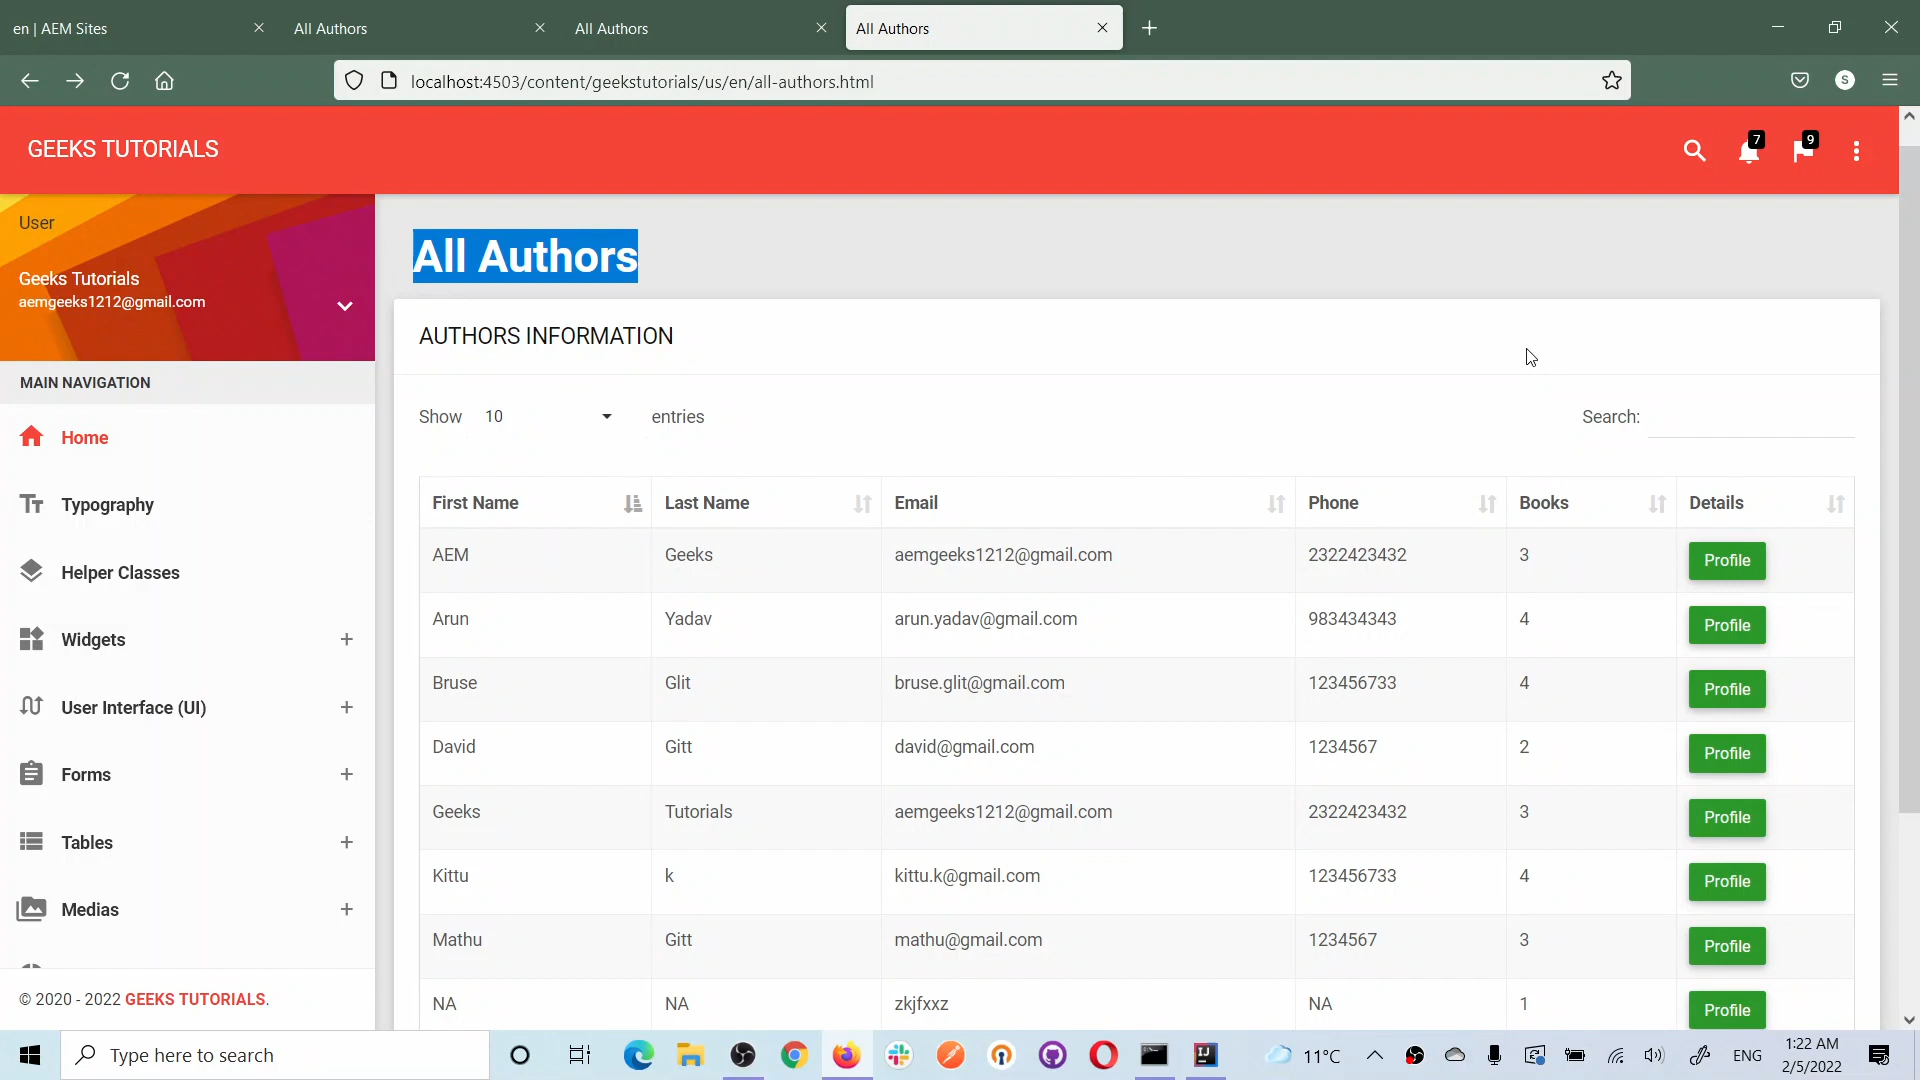 en | AEM Sites
All Authors
All Authors
All Authors
localhost:4503/content/geekstutorials/us/en/all-authors.html
S
GEEKS TUTORIALS
7
9
User
Geeks Tutorials
aemgeeks1212@gmail.com
MAIN NAVIGATION
Home
Typography
Helper Classes
Widgets
User Interface (UI)
Forms
Tables
Medias
© 2020 - 2022 GEEKS TUTORIALS.
All Authors
AUTHORS INFORMATION
Show 10 entries
Search:
First Name Last Name Email Phone Books Details
AEM Geeks aemgeeks1212@gmail.com 2322423432 3 Profile
Arun Yadav arun.yadav@gmail.com 983434343 4 Profile
Bruse Glit bruse.glit@gmail.com 123456733 4 Profile
David Gitt david@gmail.com 1234567 2 Profile
Geeks Tutorials aemgeeks1212@gmail.com 2322423432 3 Profile
Kittu k kittu.k@gmail.com 123456733 4 Profile
Mathu Gitt mathu@gmail.com 1234567 3 Profile
NA NA zkjfxxz NA 1 Profile
Type here to search
11°C
ENG
1:22 AM
2/5/2022